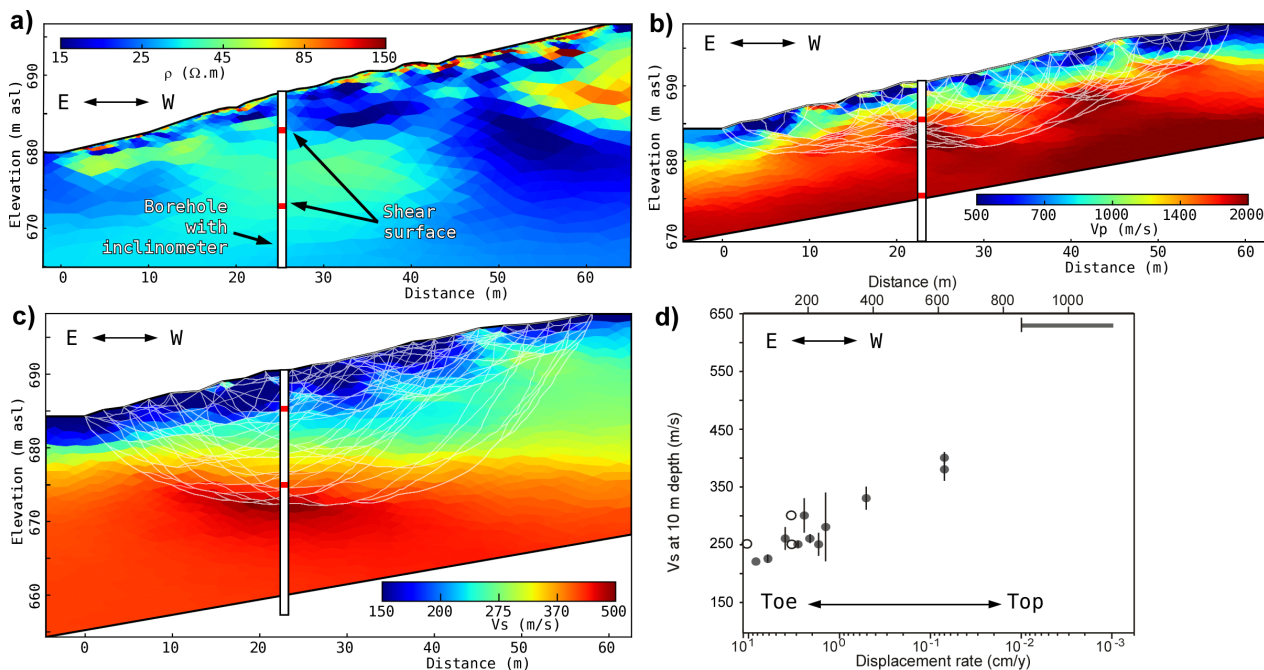 a)
15 25 45 85 150
ρ (Ω.m)
E W
Elevation (m asl)
690
680
670
Borehole
with
inclinometer
Shear
surface
0 10 20 30 40 50 60
Distance (m)
b)
E W
Elevation (m asl)
690
680
670
500 700 1000 1400 2000
Vp (m/s)
0 10 20 30 40 50 60
Distance (m)
c)
E W
Elevation (m asl)
690
680
670
660
150 200 275 370 500
Vs (m/s)
0 10 20 30 40 50 60
Distance (m)
d)
Distance (m)
200 400 600 800 1000
E W
Vs at 10 m depth (m/s)
650
550
450
350
250
150
Toe Top
10¹ 10⁰ 10⁻¹ 10⁻² 10⁻³
Displacement rate (cm/y)